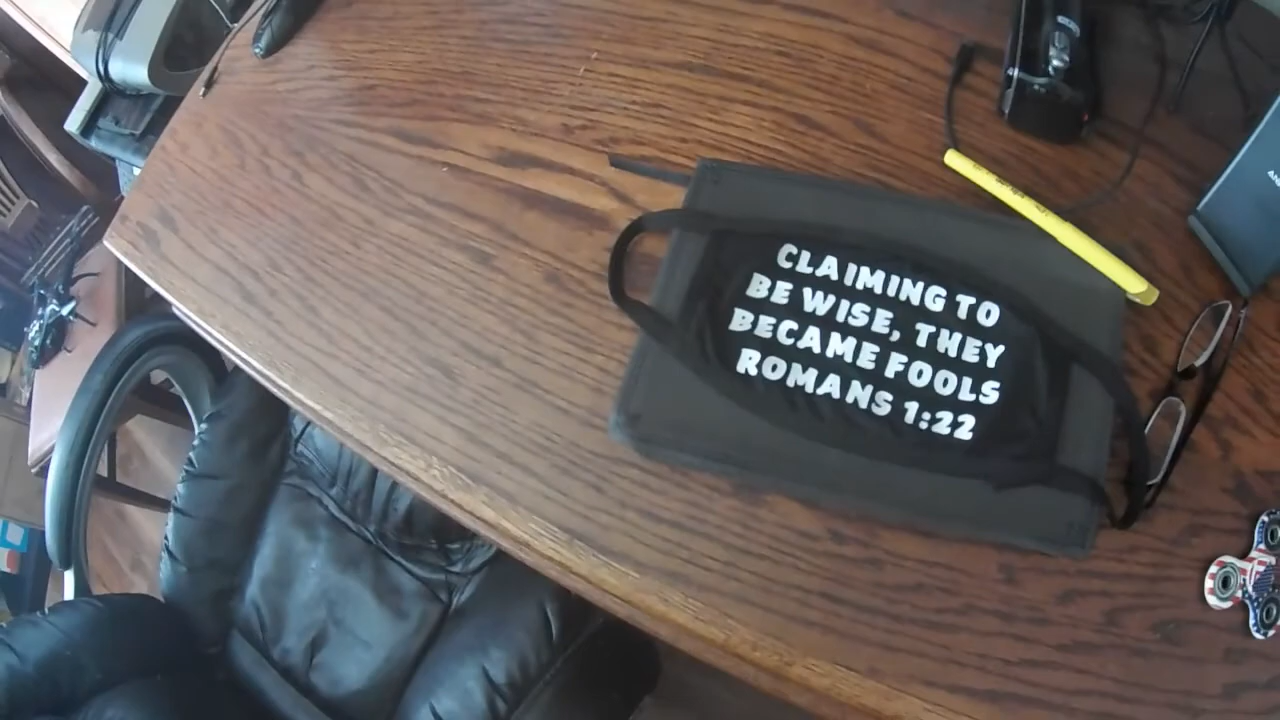 CLAIMING TO
BE WISE, THEY
BECAME FOOLS
ROMANS 1:22